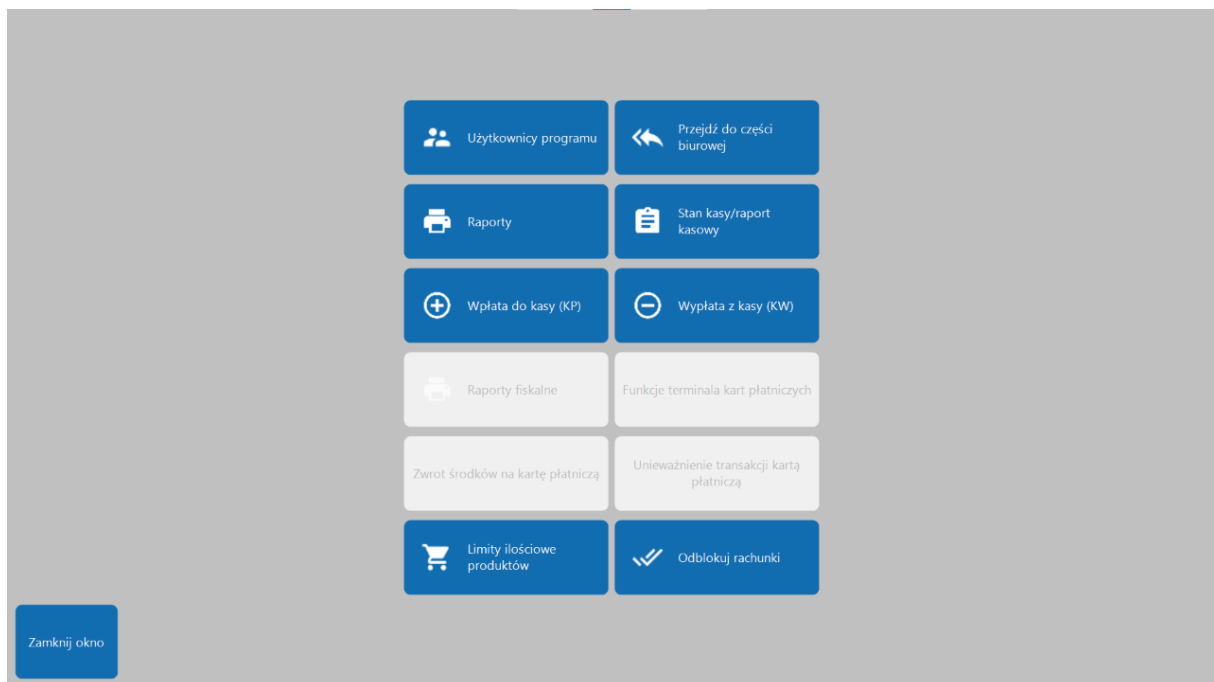 Użytkownicy programu
Przejdź do części
biurowej
Raporty
Stan kasy/raport
kasowy
Wpłata do kasy (KP)
Wypłata z kasy (KW)
Raporty fiskalne
Funkcje terminala kart płatniczych
Zwrot środków na kartę płatniczą
Unieważnienie transakcji kartą
płatniczą
Limity ilościowe
produktów
Odblokuj rachunki
Zamknij okno